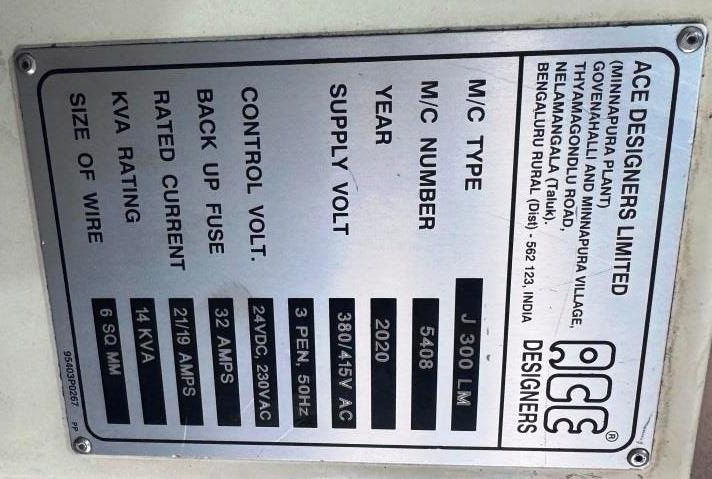 ACE DESIGNERS LIMITED
(MINNAPURA PLANT)
GOVENAHALLI AND MINNAPURA VILLAGE,
THYAMAGONDLU ROAD,
NELAMANGALA (Taluk).
BENGALURU RURAL (Dist) - 562 123, INDIA
ACE ®
DESIGNERS
M/C TYPE J 300 LM
M/C NUMBER 5408
YEAR 2020
SUPPLY VOLT 380/415V AC
3 PEN, 50Hz
CONTROL VOLT. 24VDC, 230VAC
BACK UP FUSE 32 AMPS
RATED CURRENT 21/19 AMPS
KVA RATING 14 KVA
SIZE OF WIRE 6 SQ MM
95403P0267 PP